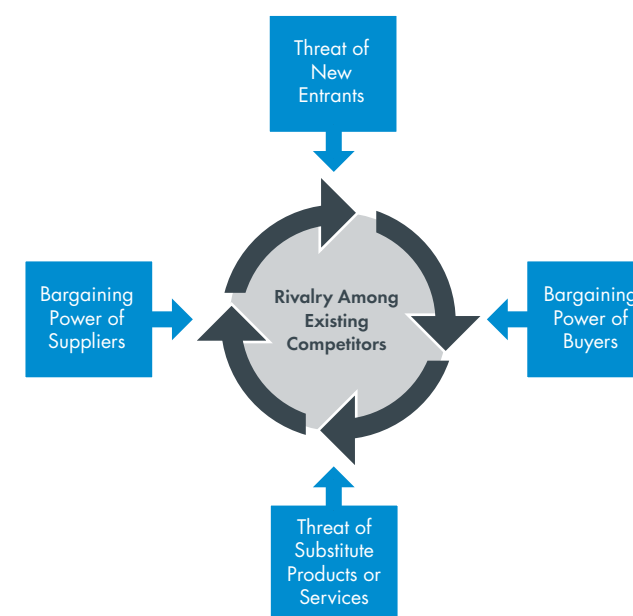 Threat of
New
Entrants
Bargaining
Power of
Suppliers
Rivalry Among
Existing
Competitors
Bargaining
Power of
Buyers
Threat of
Substitute
Products or
Services